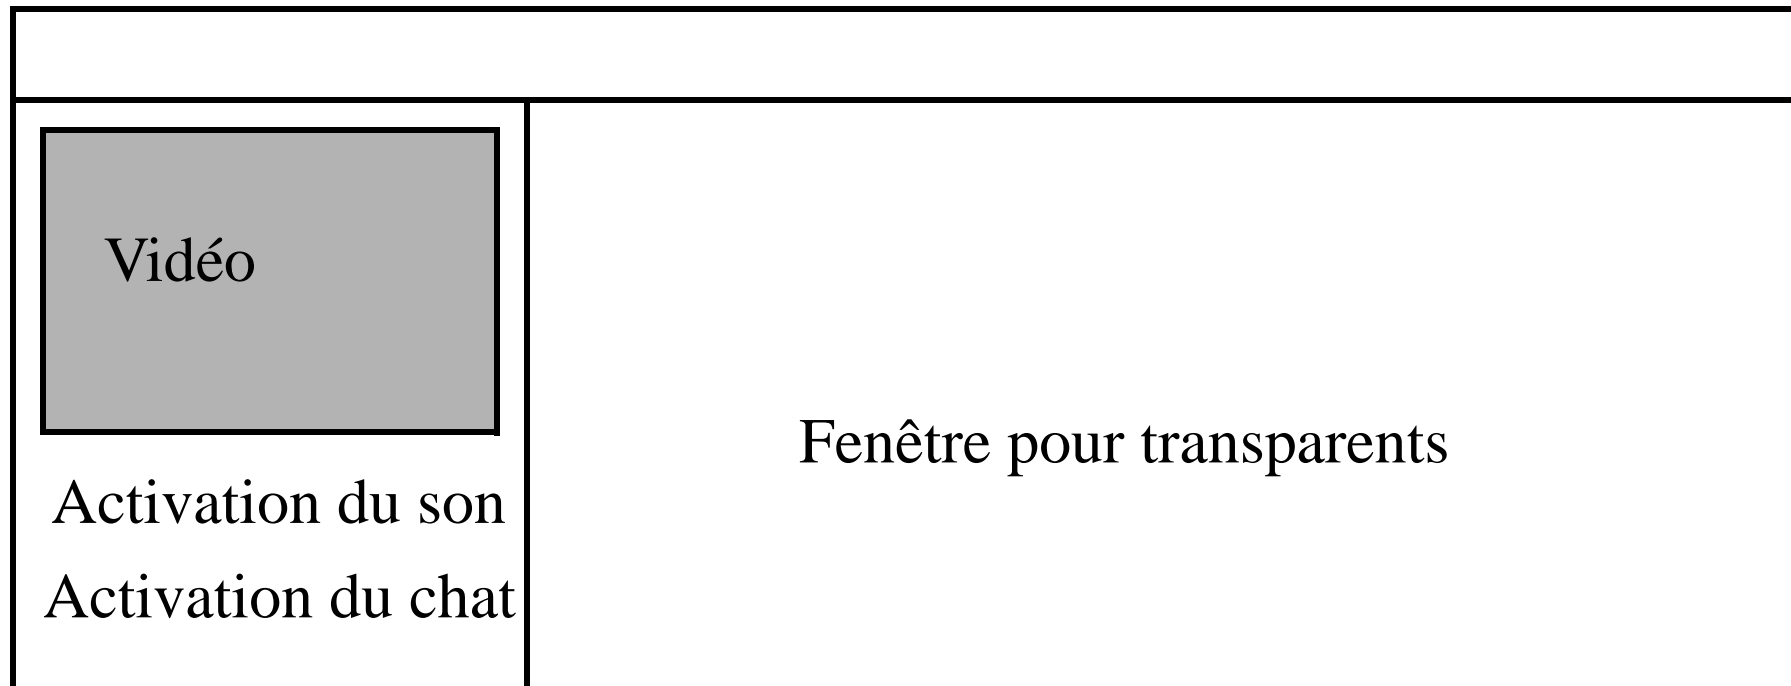 Vidéo
Activation du son
Activation du chat
Fenêtre pour transparents